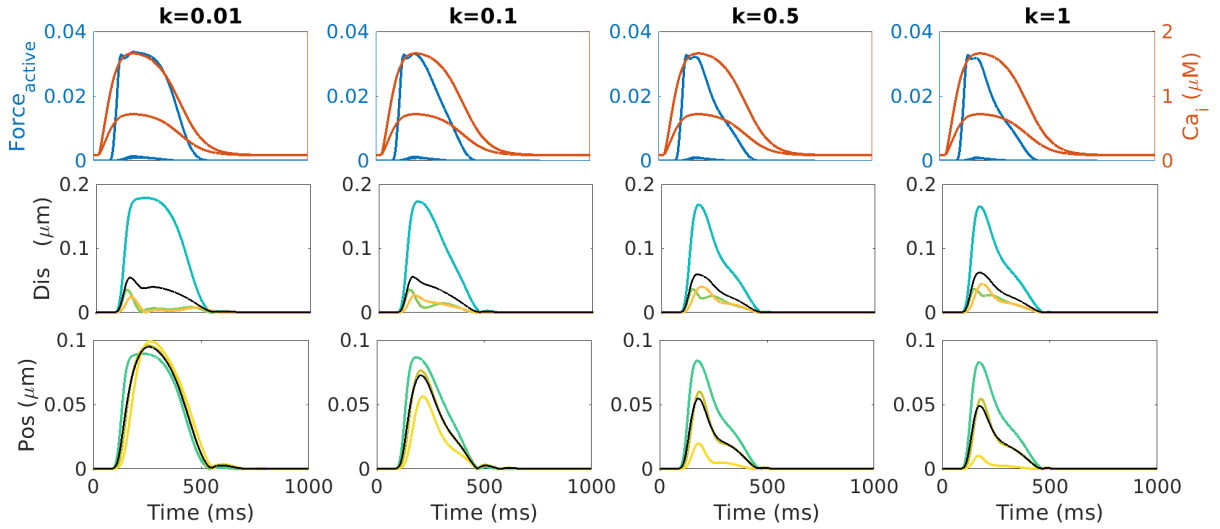 k=0.01 k=0.1 k=0.5 k=1
0.04 0.04 0.04 0.04 2
0.02 0.02 0.02 0.02 1
0 0 0 0 0
Force_active
Ca_i (μM)
0.2 0.2 0.2 0.2
0.1 0.1 0.1 0.1
0 0 0 0
Dis (μm)
0.1 0.1 0.1 0.1
0.05 0.05 0.05 0.05
0 0 0 0
Pos (μm)
0 500 1000 0 500 1000 0 500 1000 0 500 1000
Time (ms) Time (ms) Time (ms) Time (ms)